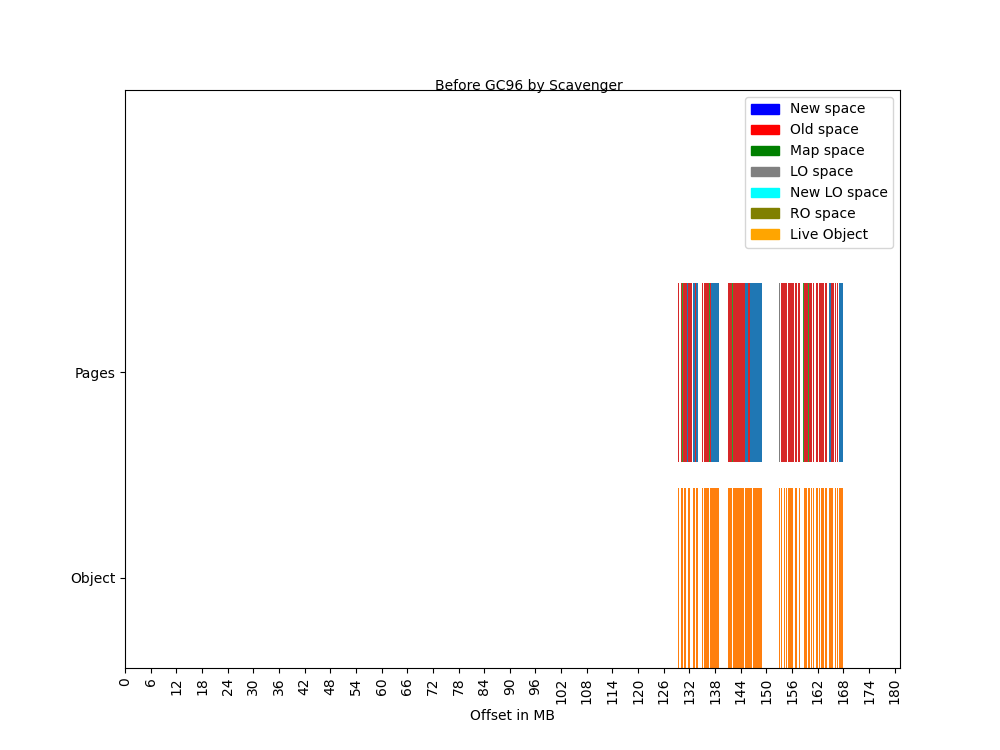 Before GC96 by Scavenger
New space
Old space
Map space
LO space
New LO space
RO space
Live Object
Pages
Object
0 6 12 18 24 30 36 42 48 54 60 66 72 78 84 90 96 102 108 114 120 126 132 138 144 150 156 162 168 174 180
Offset in MB